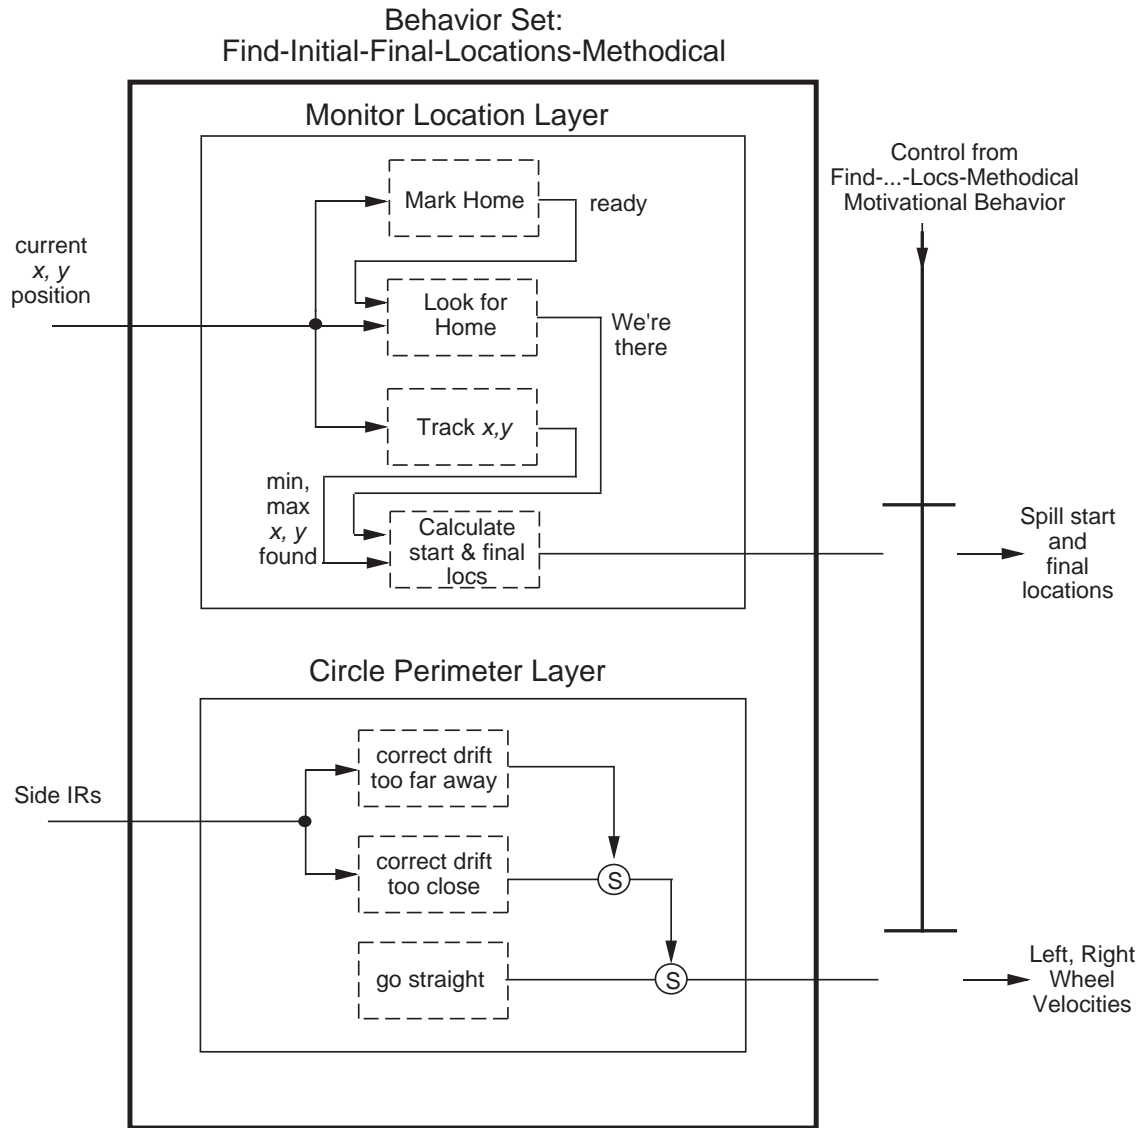 Behavior Set:
Find-Initial-Final-Locations-Methodical
Monitor Location Layer
Control from
Find-...-Locs-Methodical
Motivational Behavior
Mark Home
ready
current
x, y
position
Look for
Home
We're
there
Track x,y
min,
max
x, y
found
Calculate
start & final
locs
Spill start
and
final
locations
Circle Perimeter Layer
correct drift
too far away
Side IRs
correct drift
too close
S
go straight
S
Left, Right
Wheel
Velocities